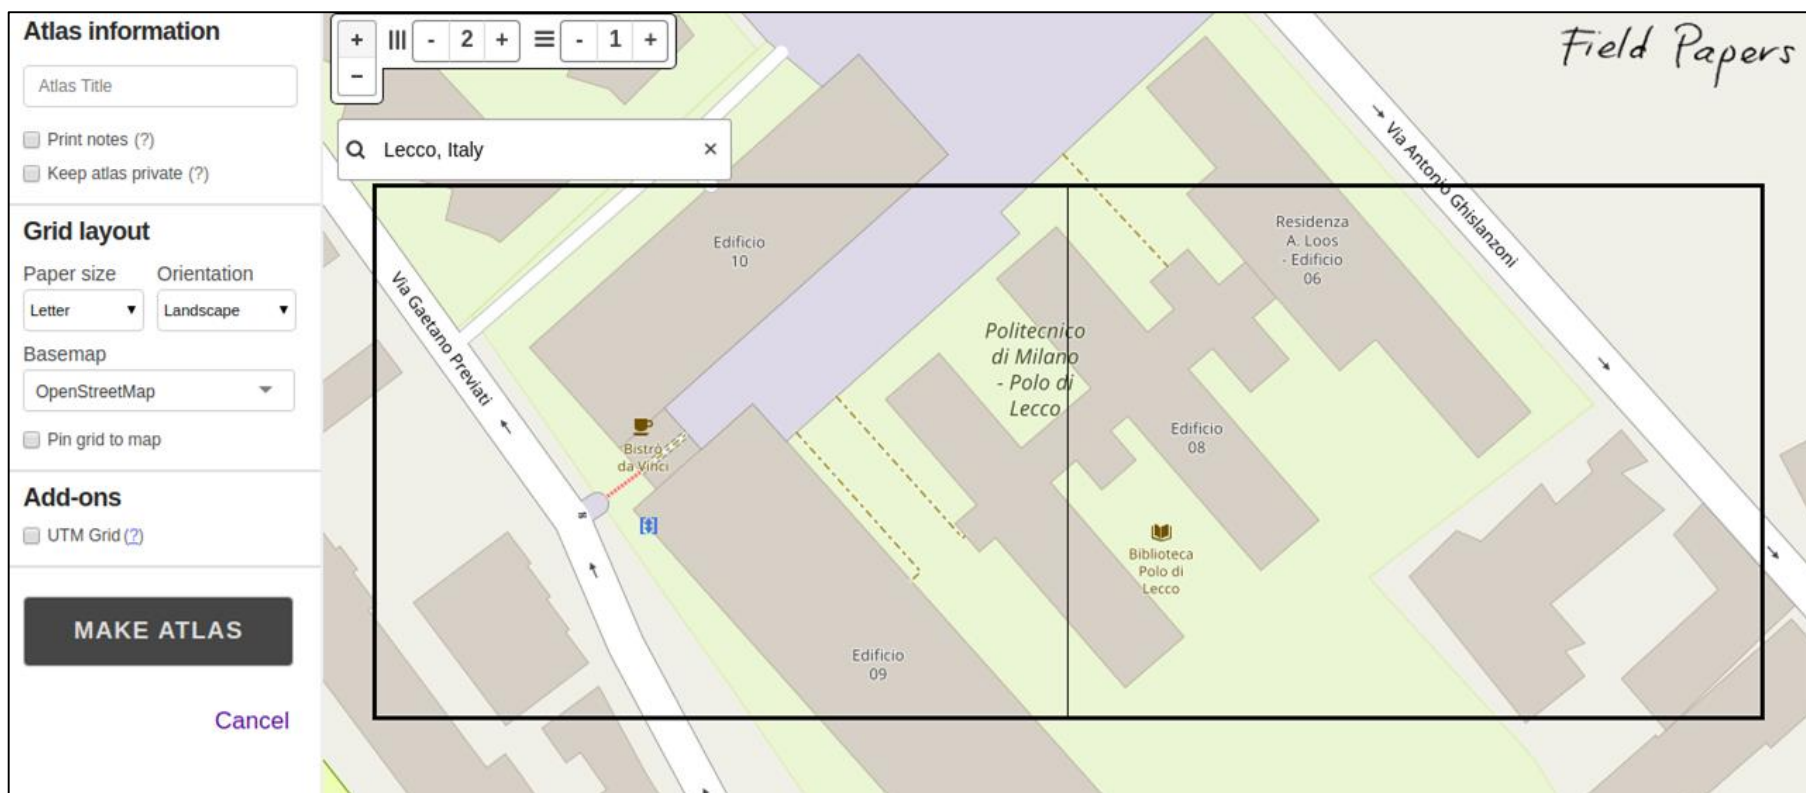 Atlas information
Atlas Title
Print notes (?)
Keep atlas private (?)
Grid layout
Paper size Orientation
Letter Landscape
Basemap
OpenStreetMap
Pin grid to map
Add-ons
UTM Grid (?)
MAKE ATLAS
Cancel
+ - 2 + - 1 +
-
Lecco, Italy ×
Field Papers
Via Antonio Ghislanzoni
Residenza
A. Loos
- Edificio
06
Edificio
10
Via Gaetano Previati
Politecnico
di Milano
- Polo di
Lecco
Edificio
08
Bistrò
da Vinci
Biblioteca
Polo di
Lecco
Edificio
09